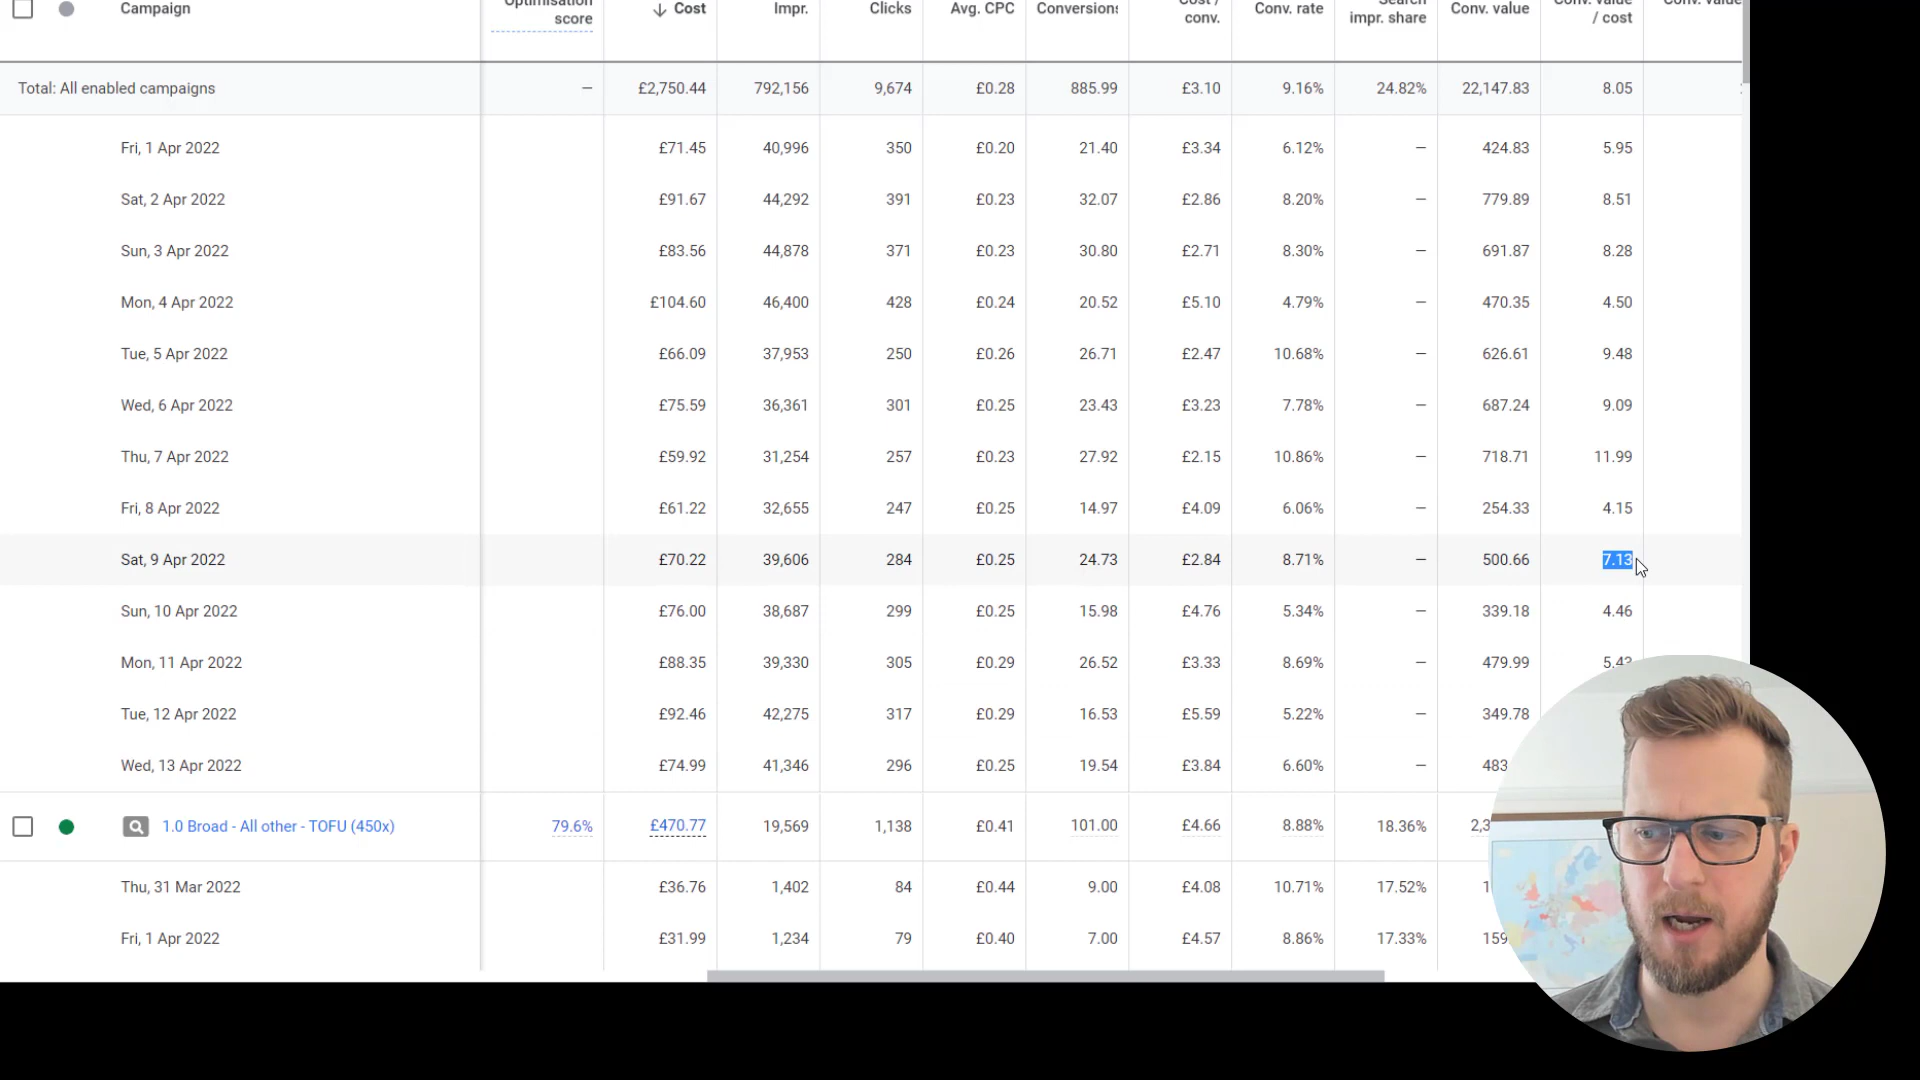 Campaign Optimisation score Cost Impr. Clicks Avg. CPC Conversions Cost / conv. Conv. rate Search impr. share Conv. value Conv. value / cost Conv. value
Total: All enabled campaigns — £2,750.44 792,156 9,674 £0.28 885.99 £3.10 9.16% 24.82% 22,147.83 8.05
Fri, 1 Apr 2022 £71.45 40,996 350 £0.20 21.40 £3.34 6.12% — 424.83 5.95
Sat, 2 Apr 2022 £91.67 44,292 391 £0.23 32.07 £2.86 8.20% — 779.89 8.51
Sun, 3 Apr 2022 £83.56 44,878 371 £0.23 30.80 £2.71 8.30% — 691.87 8.28
Mon, 4 Apr 2022 £104.60 46,400 428 £0.24 20.52 £5.10 4.79% — 470.35 4.50
Tue, 5 Apr 2022 £66.09 37,953 250 £0.26 26.71 £2.47 10.68% — 626.61 9.48
Wed, 6 Apr 2022 £75.59 36,361 301 £0.25 23.43 £3.23 7.78% — 687.24 9.09
Thu, 7 Apr 2022 £59.92 31,254 257 £0.23 27.92 £2.15 10.86% — 718.71 11.99
Fri, 8 Apr 2022 £61.22 32,655 247 £0.25 14.97 £4.09 6.06% — 254.33 4.15
Sat, 9 Apr 2022 £70.22 39,606 284 £0.25 24.73 £2.84 8.71% — 500.66 7.13
Sun, 10 Apr 2022 £76.00 38,687 299 £0.25 15.98 £4.76 5.34% — 339.18 4.46
Mon, 11 Apr 2022 £88.35 39,330 305 £0.29 26.52 £3.33 8.69% — 479.99 5.43
Tue, 12 Apr 2022 £92.46 42,275 317 £0.29 16.53 £5.59 5.22% — 349.78
Wed, 13 Apr 2022 £74.99 41,346 296 £0.25 19.54 £3.84 6.60% — 483
1.0 Broad - All other - TOFU (450x) 79.6% £470.77 19,569 1,138 £0.41 101.00 £4.66 8.88% 18.36% 2,3
Thu, 31 Mar 2022 £36.76 1,402 84 £0.44 9.00 £4.08 10.71% 17.52% 1
Fri, 1 Apr 2022 £31.99 1,234 79 £0.40 7.00 £4.57 8.86% 17.33% 159